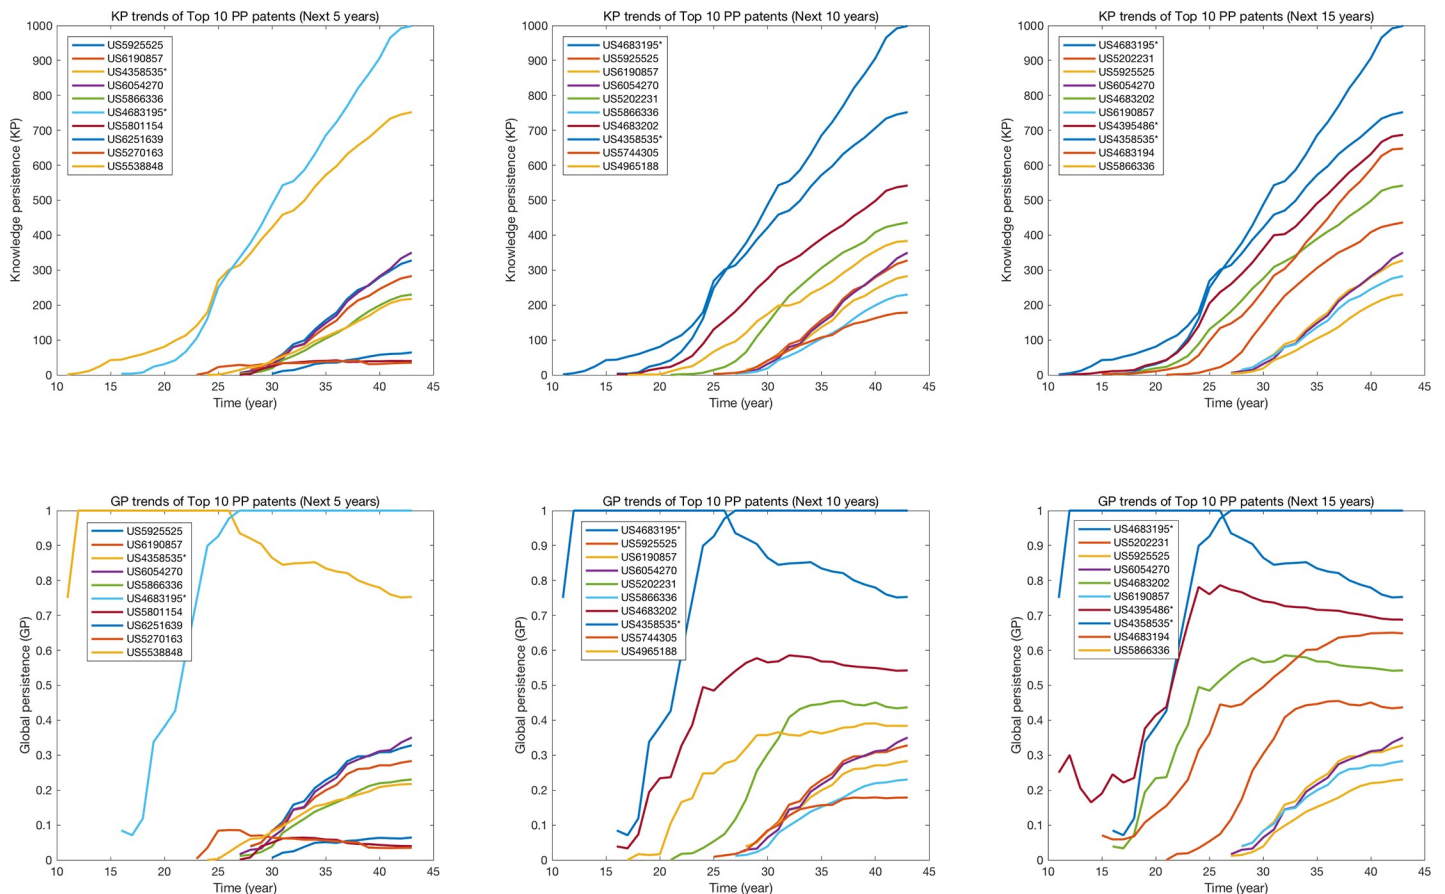 KP trends of Top 10 PP patents (Next 5 years)
1000
900
800
700
600
500
400
300
200
100
0
Knowledge persistence (KP)
US5925525
US6190857
US4358535*
US6054270
US5866336
US4683195*
US5801154
US6251639
US5270163
US5538848
10 15 20 25 30 35 40 45
Time (year)
KP trends of Top 10 PP patents (Next 10 years)
1000
900
800
700
600
500
400
300
200
100
0
Knowledge persistence (KP)
US4683195*
US5925525
US6190857
US6054270
US5202231
US5866336
US4683202
US4358535*
US5744305
US4965188
10 15 20 25 30 35 40 45
Time (year)
KP trends of Top 10 PP patents (Next 15 years)
1000
900
800
700
600
500
400
300
200
100
0
Knowledge persistence (KP)
US4683195*
US5202231
US5925525
US6054270
US4683202
US6190857
US4395486*
US4358535*
US4683194
US5866336
10 15 20 25 30 35 40 45
Time (year)
GP trends of Top 10 PP patents (Next 5 years)
1
0.9
0.8
0.7
0.6
0.5
0.4
0.3
0.2
0.1
0
Global persistence (GP)
US5925525
US6190857
US4358535*
US6054270
US5866336
US4683195*
US5801154
US6251639
US5270163
US5538848
10 15 20 25 30 35 40 45
Time (year)
GP trends of Top 10 PP patents (Next 10 years)
1
0.9
0.8
0.7
0.6
0.5
0.4
0.3
0.2
0.1
0
Global persistence (GP)
US4683195*
US5925525
US6190857
US6054270
US5202231
US5866336
US4683202
US4358535*
US5744305
US4965188
10 15 20 25 30 35 40 45
Time (year)
GP trends of Top 10 PP patents (Next 15 years)
1
0.9
0.8
0.7
0.6
0.5
0.4
0.3
0.2
0.1
0
Global persistence (GP)
US4683195*
US5202231
US5925525
US6054270
US4683202
US6190857
US4395486*
US4358535*
US4683194
US5866336
10 15 20 25 30 35 40 45
Time (year)